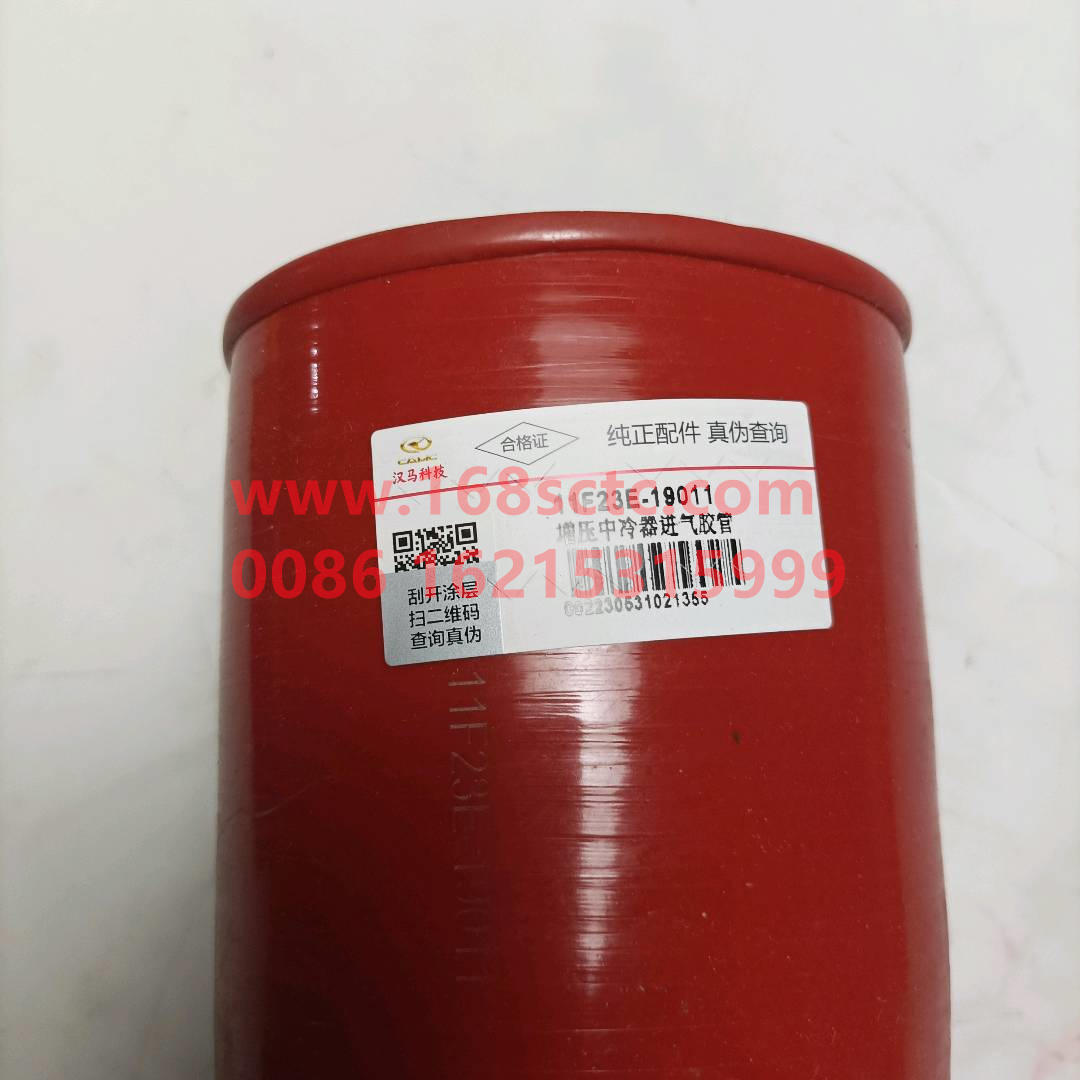 CAMC
汉马科技
合格证
纯正配件 真伪查询
www.168sctc.com
11F23E-19011
增压中冷器进气胶管
0086 16215315999
002230531021355
刮开涂层
扫二维码
查询真伪
11F23E-19011